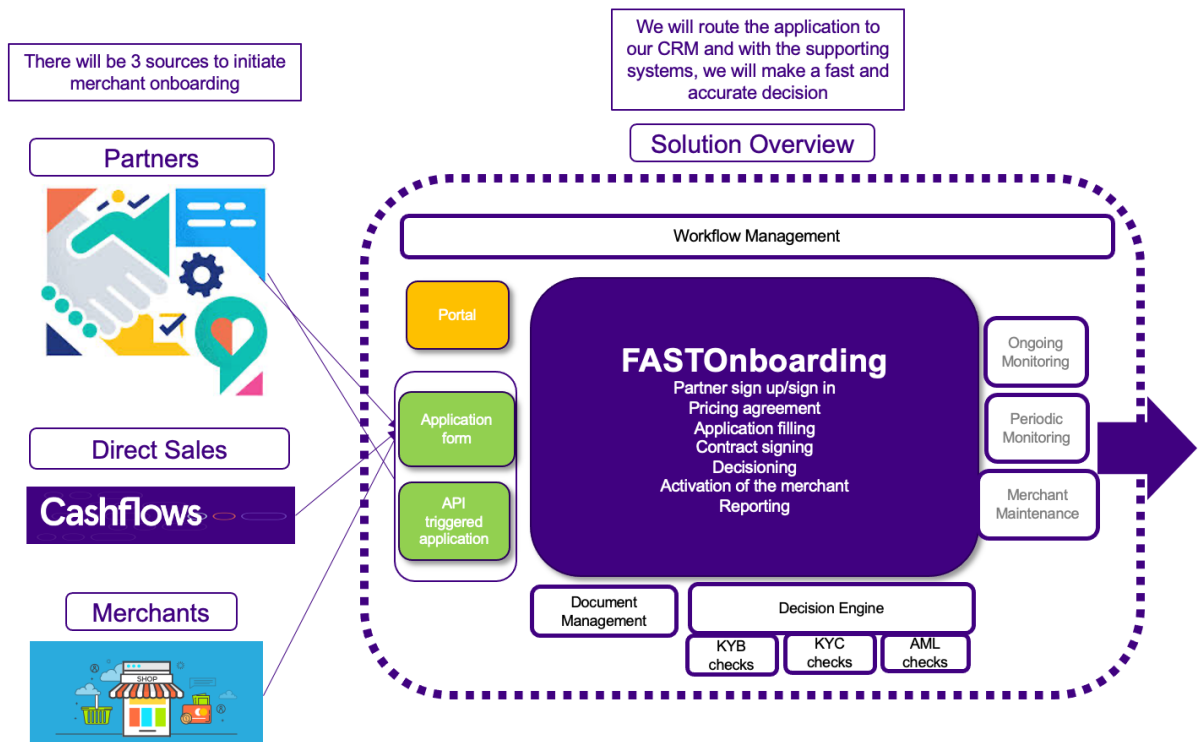 There will be 3 sources to initiate
merchant onboarding
We will route the application to
our CRM and with the supporting
systems, we will make a fast and
accurate decision
Partners
Solution Overview
Workflow Management
Portal
Application
form
API
triggered
application
FASTOnboarding
Partner sign up/sign in
Pricing agreement
Application filling
Contract signing
Decisioning
Activation of the merchant
Reporting
Ongoing
Monitoring
Periodic
Monitoring
Merchant
Maintenance
Direct Sales
Cashflows
Merchants
SHOP
Document
Management
Decision Engine
KYB
checks
KYC
checks
AML
checks